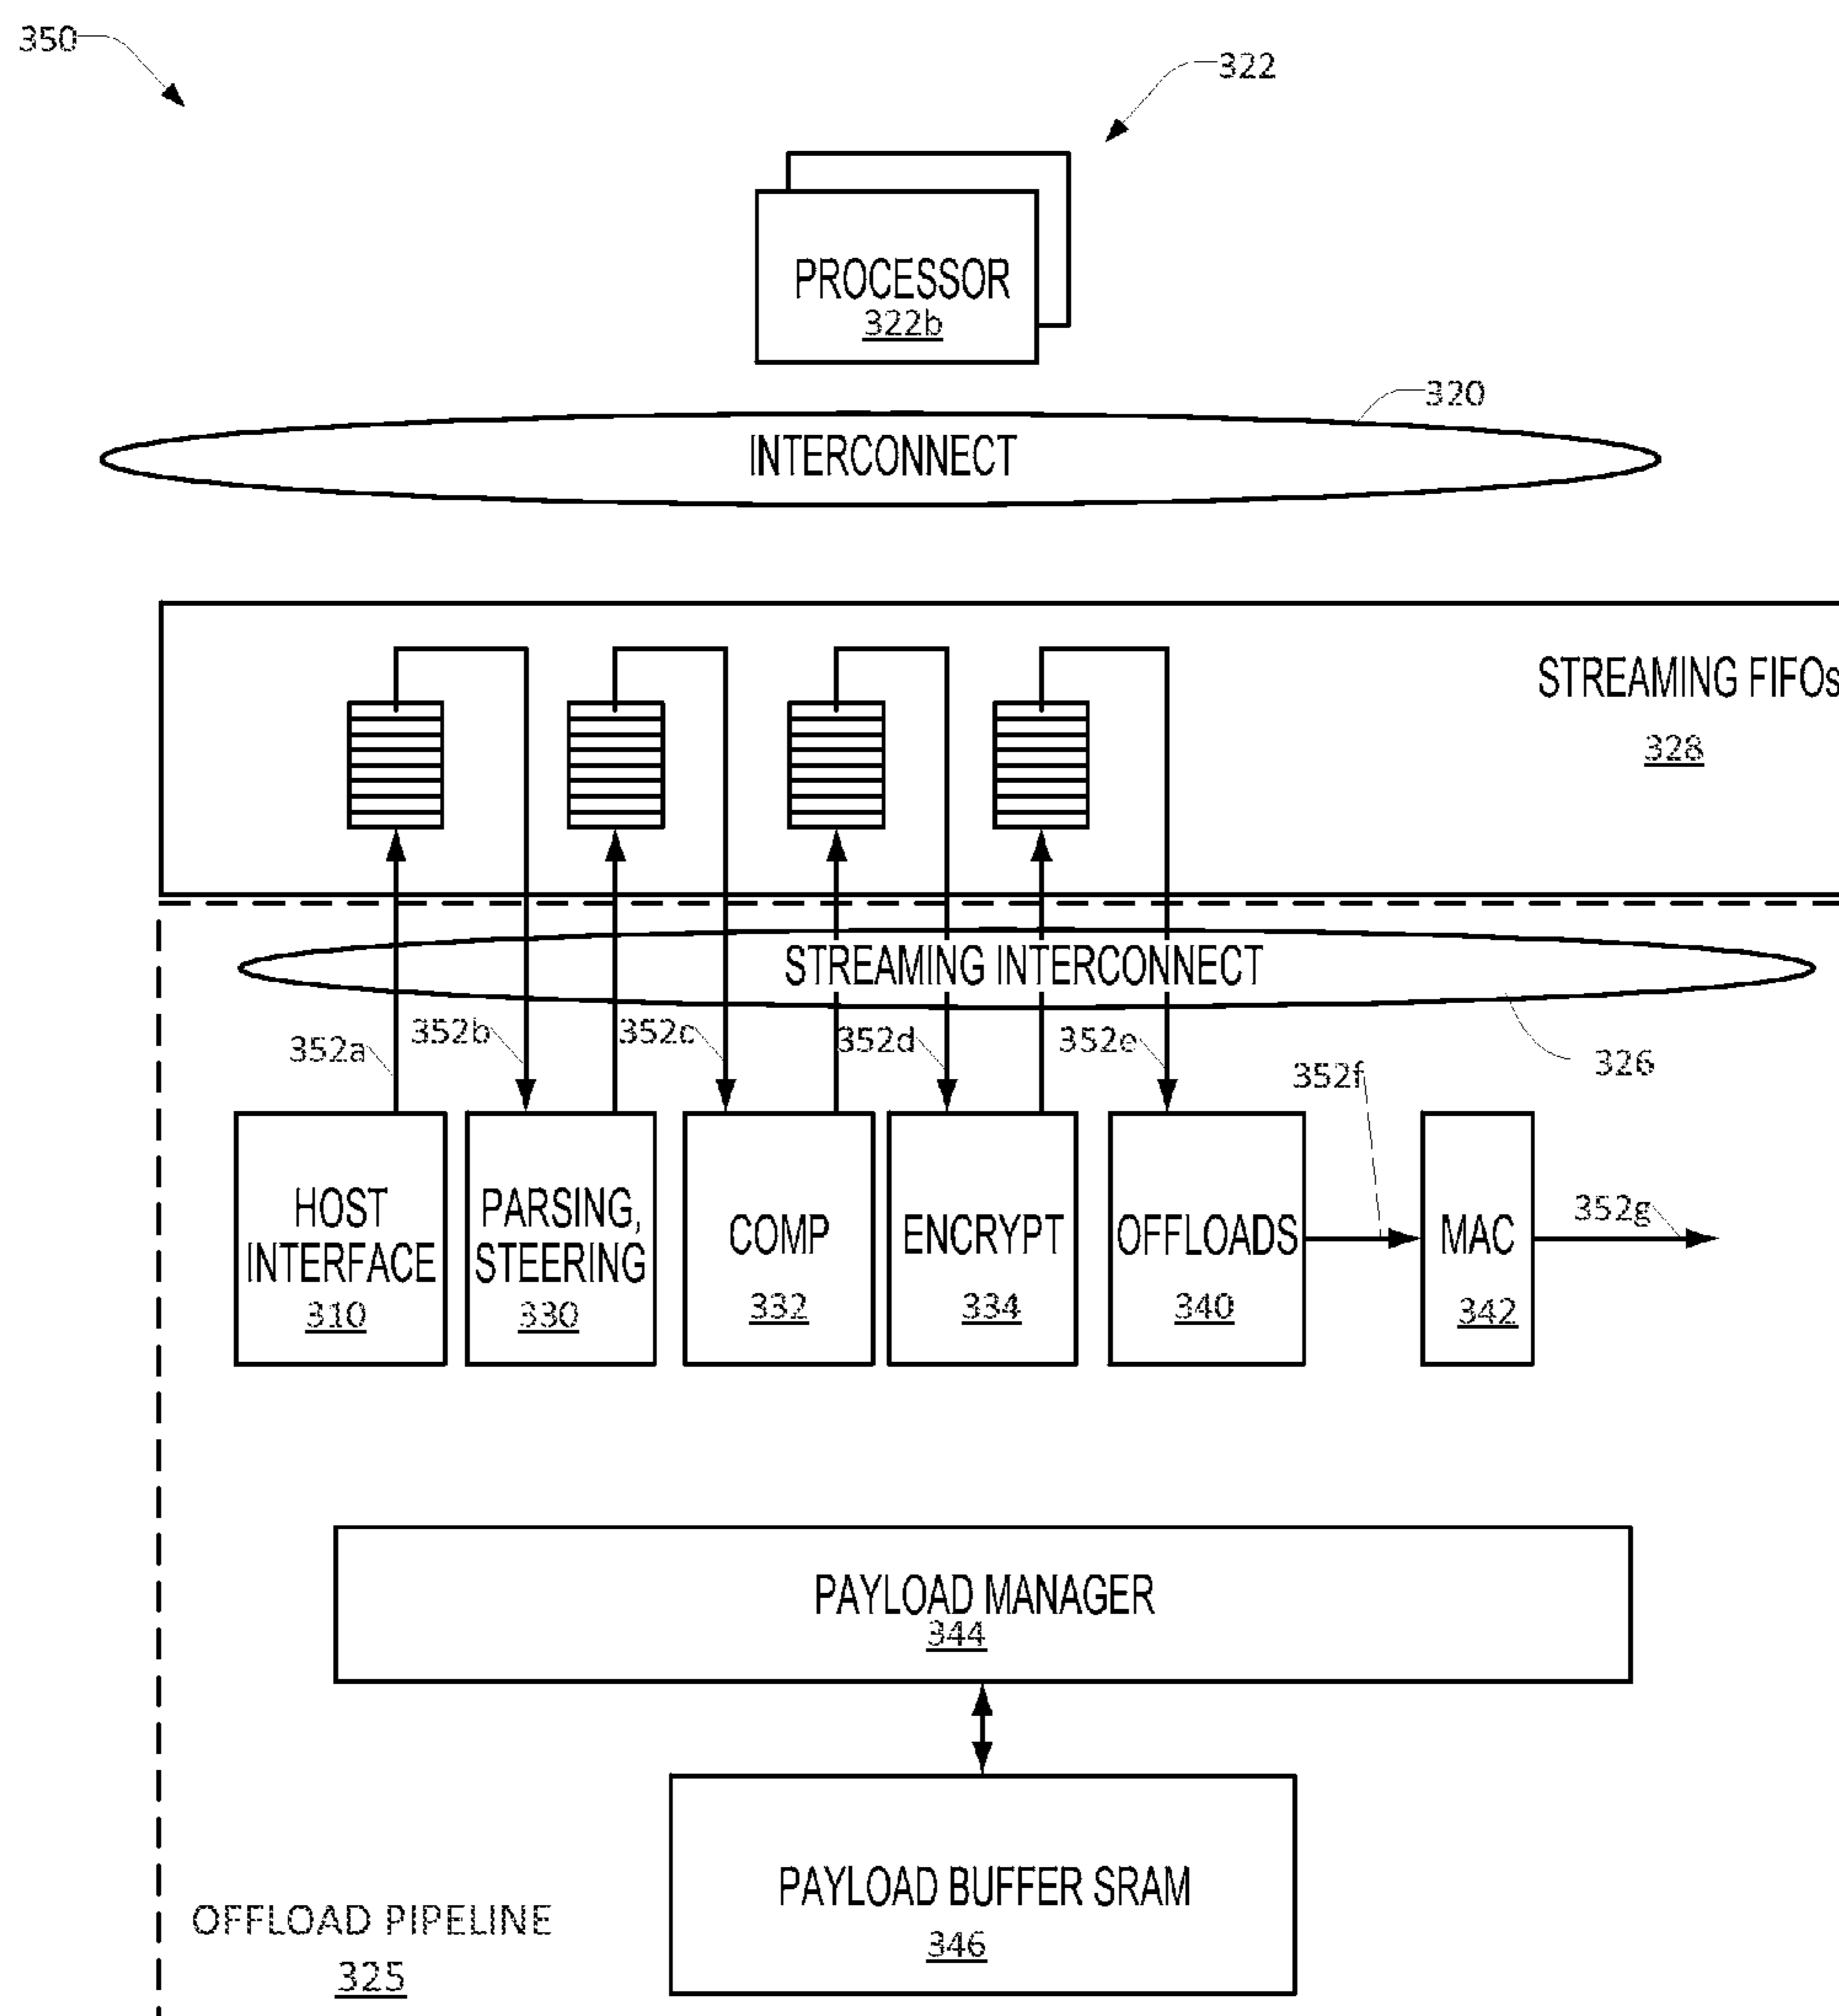 350
322
PROCESSOR
322b
320
INTERCONNECT
STREAMING FIFOs
328
STREAMING INTERCONNECT
352a
352b
352c
352d
352e
352f
326
352g
HOST
INTERFACE
310
PARSING,
STEERING
330
COMP
332
ENCRYPT
334
OFFLOADS
340
MAC
342
PAYLOAD MANAGER
344
PAYLOAD BUFFER SRAM
346
OFFLOAD PIPELINE
325